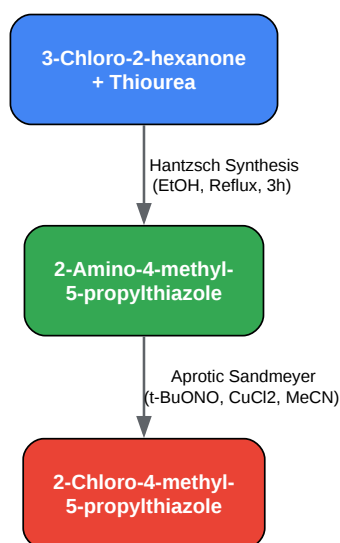 3-Chloro-2-hexanone
+ Thiourea
Hantzsch Synthesis
(EtOH, Reflux, 3h)
2-Amino-4-methyl-
5-propylthiazole
Aprotic Sandmeyer
(t-BuONO, CuCl2, MeCN)
2-Chloro-4-methyl-
5-propylthiazole